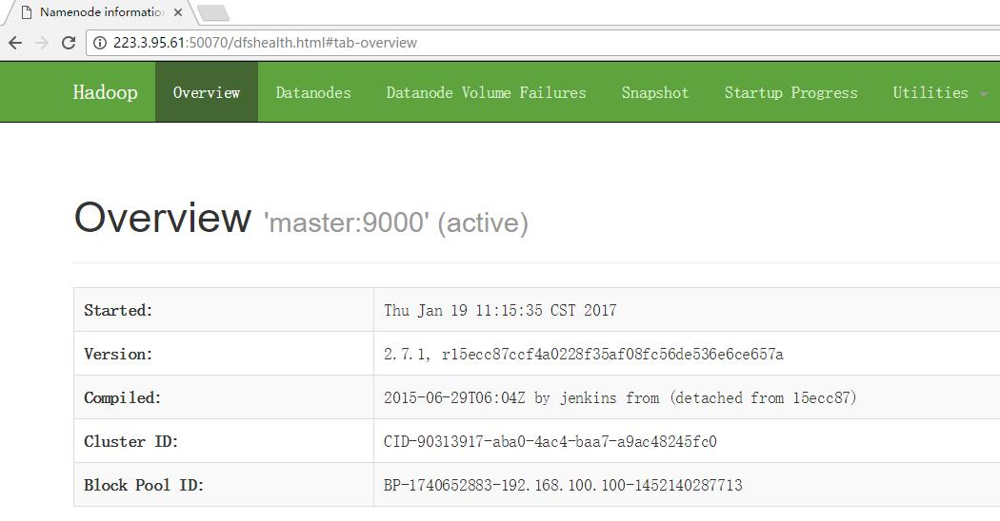 Namenode informatio
223.3.95.61:50070/dfshealth.html#tab-overview
Hadoop Overview Datanodes Datanode Volume Failures Snapshot Startup Progress Utilities
Overview 'master:9000' (active)
Started: Thu Jan 19 11:15:35 CST 2017
Version: 2.7.1, r15ecc87ccf4a0228f35af08fc56de536e6ce657a
Compiled: 2015-06-29T06:04Z by jenkins from (detached from 15ecc87)
Cluster ID: CID-90313917-aba0-4ac4-baa7-a9ac48245fc0
Block Pool ID: BP-1740652883-192.168.100.100-1452140287713